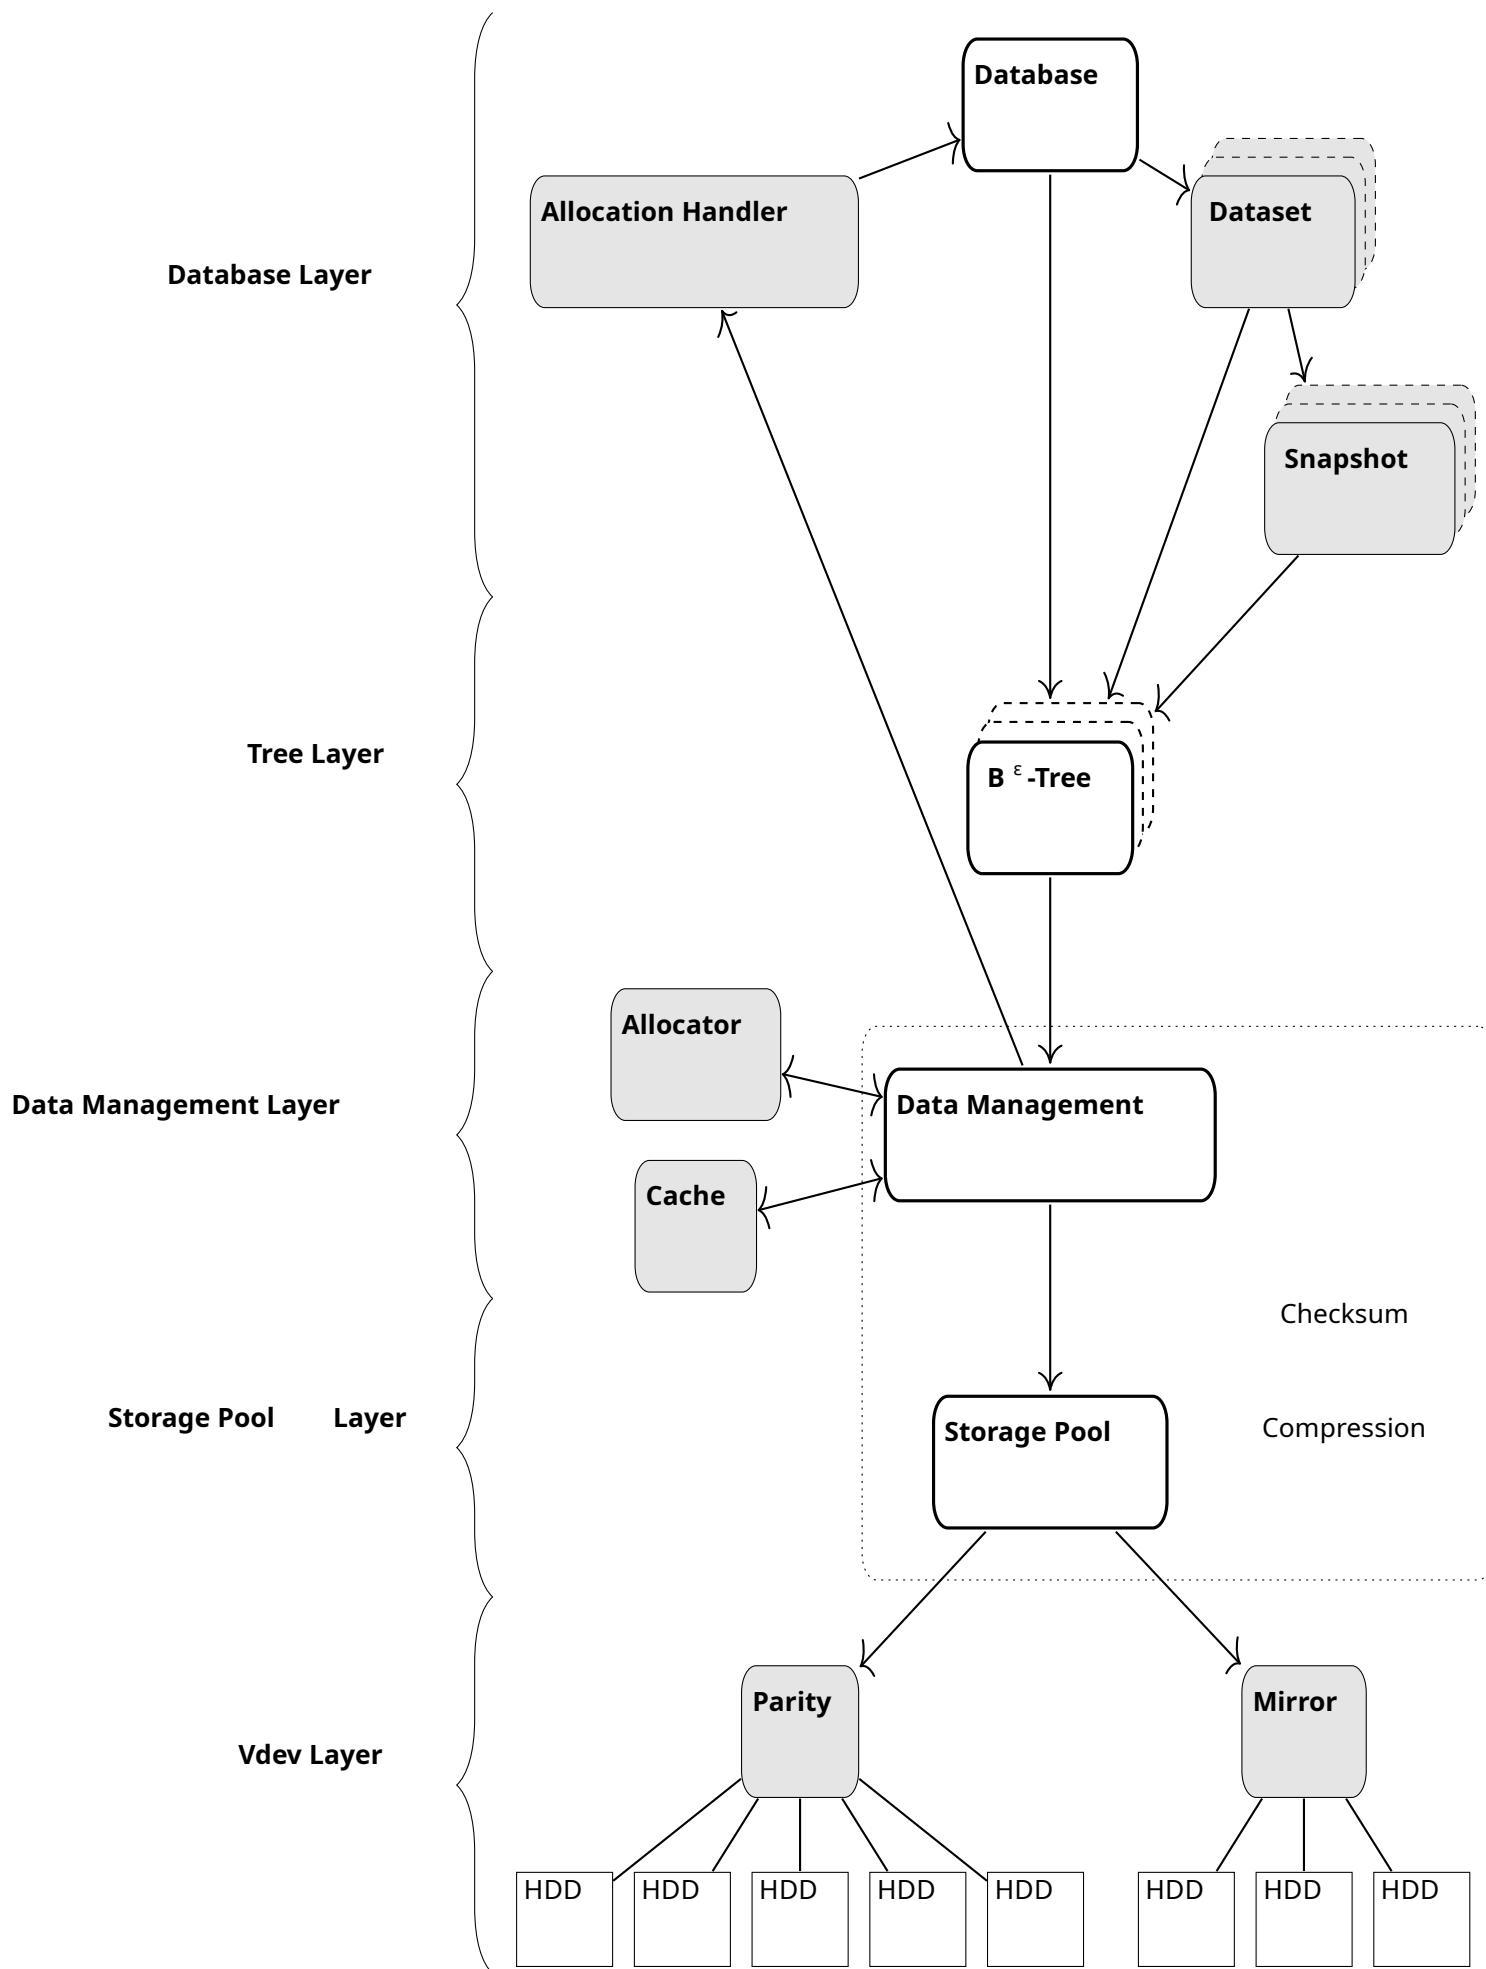 Database
Allocation Handler
Dataset
Database Layer
Snapshot
Tree Layer
B ε -Tree
Allocator
Data Management Layer
Data Management
Cache
Checksum
Storage Pool Layer
Compression
Storage Pool
Parity
Mirror
Vdev Layer
HDD HDD HDD HDD HDD HDD HDD HDD